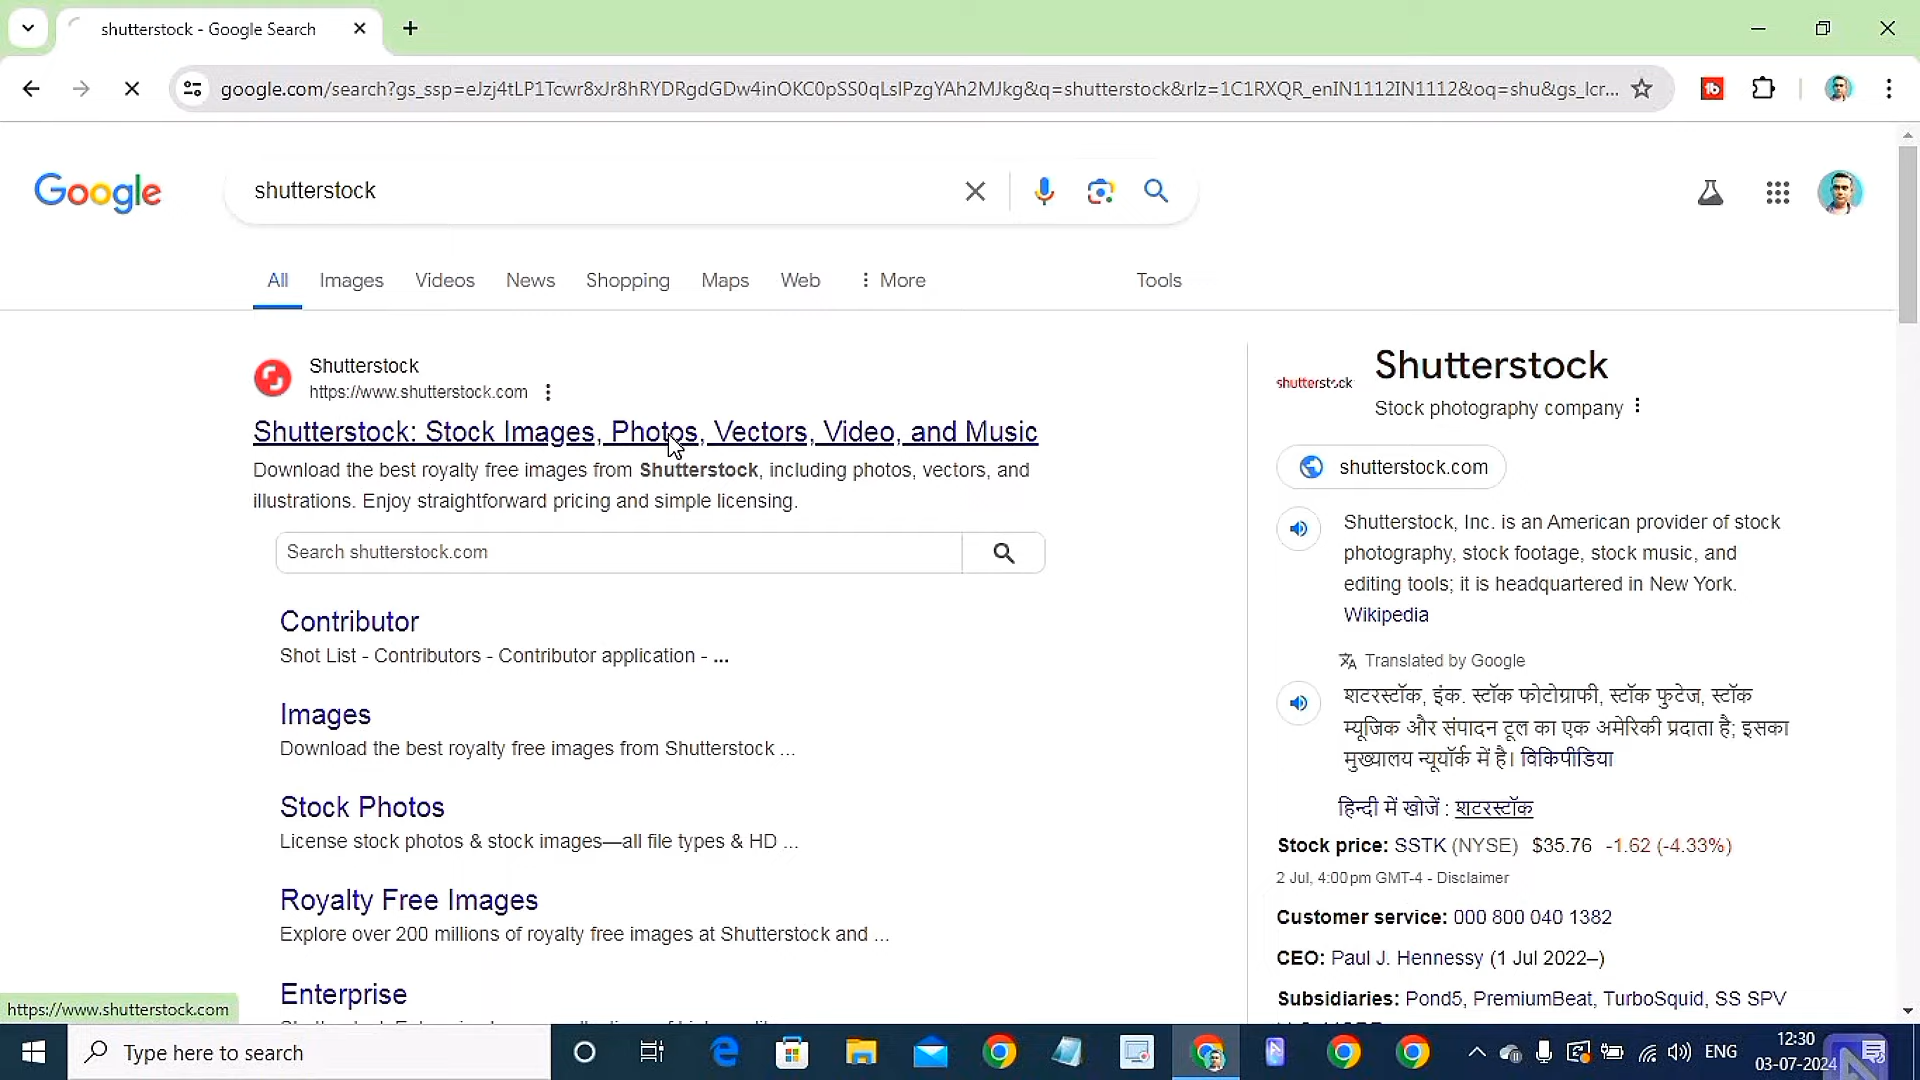 shutterstock - Google Search
google.com/search?gs_ssp=eJzj4tLP1Tcwr8xJr8hRYDRgdGDw4inOKC0pSS0qLsIPzgYAh2MJkg&q=shutterstock&rlz=1C1RXQR_enIN1112IN1112&oq=shu&gs_lcr...
Google
shutterstock
All Images Videos News Shopping Maps Web More Tools
Shutterstock
https://www.shutterstock.com
Shutterstock: Stock Images, Photos, Vectors, Video, and Music
Download the best royalty free images from Shutterstock, including photos, vectors, and
illustrations. Enjoy straightforward pricing and simple licensing.
Search shutterstock.com
Contributor
Shot List - Contributors - Contributor application - ...
Images
Download the best royalty free images from Shutterstock ...
Stock Photos
License stock photos & stock images—all file types & HD ...
Royalty Free Images
Explore over 200 millions of royalty free images at Shutterstock and ...
Enterprise
shutterstock
Shutterstock
Stock photography company
shutterstock.com
Shutterstock, Inc. is an American provider of stock
photography, stock footage, stock music, and
editing tools; it is headquartered in New York.
Wikipedia
Translated by Google
शटरस्टॉक, इंक. स्टॉक फोटोग्राफी, स्टॉक फुटेज, स्टॉक
म्यूजिक और संपादन टूल का एक अमेरिकी प्रदाता है; इसका
मुख्यालय न्यूयॉर्क में है। विकिपीडिया
हिन्दी में खोजें : शटरस्टॉक
Stock price: SSTK (NYSE) $35.76 -1.62 (-4.33%)
2 Jul, 4:00 pm GMT-4 - Disclaimer
Customer service: 000 800 040 1382
CEO: Paul J. Hennessy (1 Jul 2022–)
Subsidiaries: Pond5, PremiumBeat, TurboSquid, SS SPV
https://www.shutterstock.com
Type here to search
ENG
12:30
03-07-2024